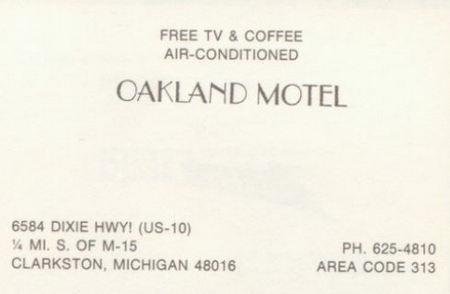 FREE TV & COFFEE
AIR-CONDITIONED
OAKLAND MOTEL
6584 DIXIE HWY! (US-10)
¼ MI. S. OF M-15
CLARKSTON, MICHIGAN 48016
PH. 625-4810
AREA CODE 313